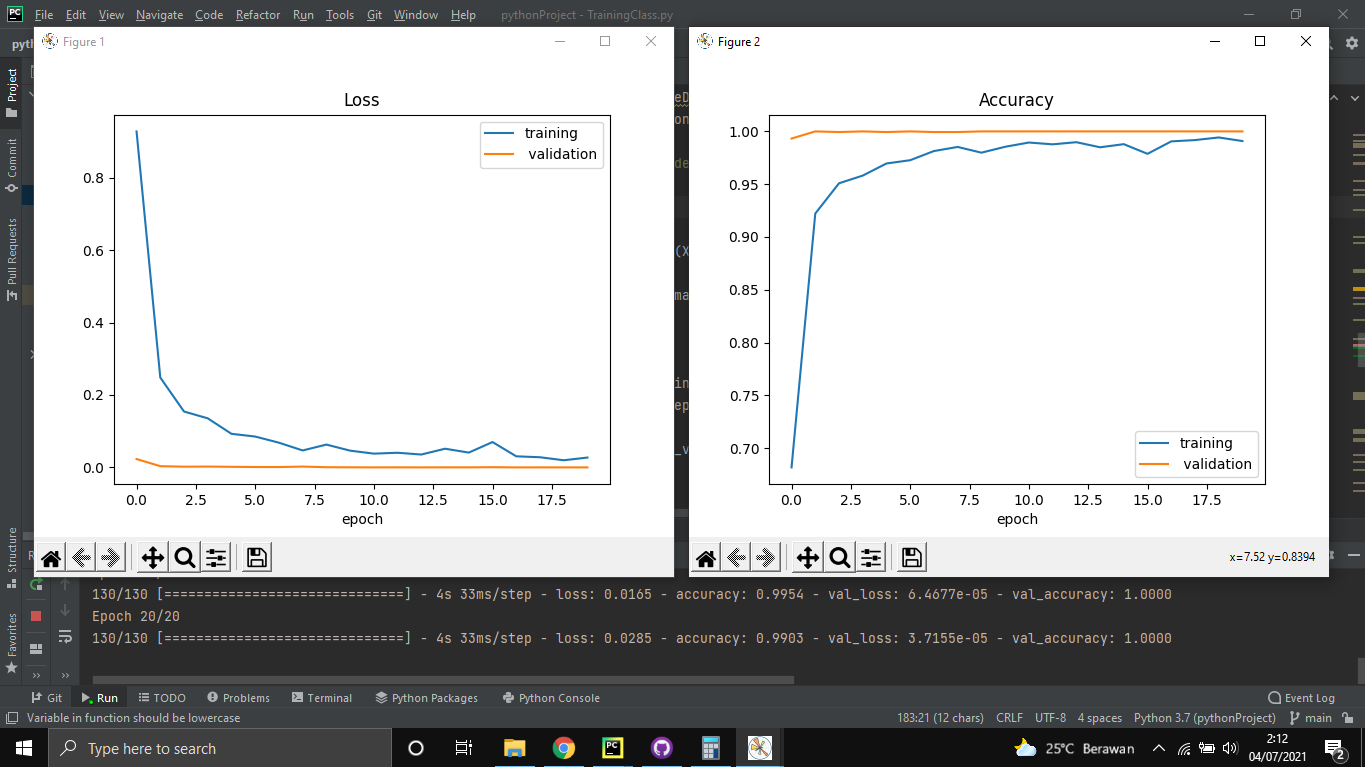 File Edit View Navigate Code Refactor Run Tools Git Window Help pythonProject - TrainingClass.py
Figure 1
Loss
training
validation
0.8
0.6
0.4
0.2
0.0
0.0 2.5 5.0 7.5 10.0 12.5 15.0 17.5
epoch
Figure 2
Accuracy
1.00
0.95
0.90
0.85
0.80
0.75
0.70
training
validation
0.0 2.5 5.0 7.5 10.0 12.5 15.0 17.5
epoch
x=7.52 y=0.8394
Project
Commit
Pull Requests
Structure
Favorites
130/130 [==============================] - 4s 33ms/step - loss: 0.0165 - accuracy: 0.9954 - val_loss: 6.4677e-05 - val_accuracy: 1.0000
Epoch 20/20
130/130 [==============================] - 4s 33ms/step - loss: 0.0285 - accuracy: 0.9903 - val_loss: 3.7155e-05 - val_accuracy: 1.0000
Git Run TODO Problems Terminal Python Packages Python Console Event Log
Variable in function should be lowercase 183:21 (12 chars) CRLF UTF-8 4 spaces Python 3.7 (pythonProject) main
Type here to search
25°C Berawan
2:12
04/07/2021
2